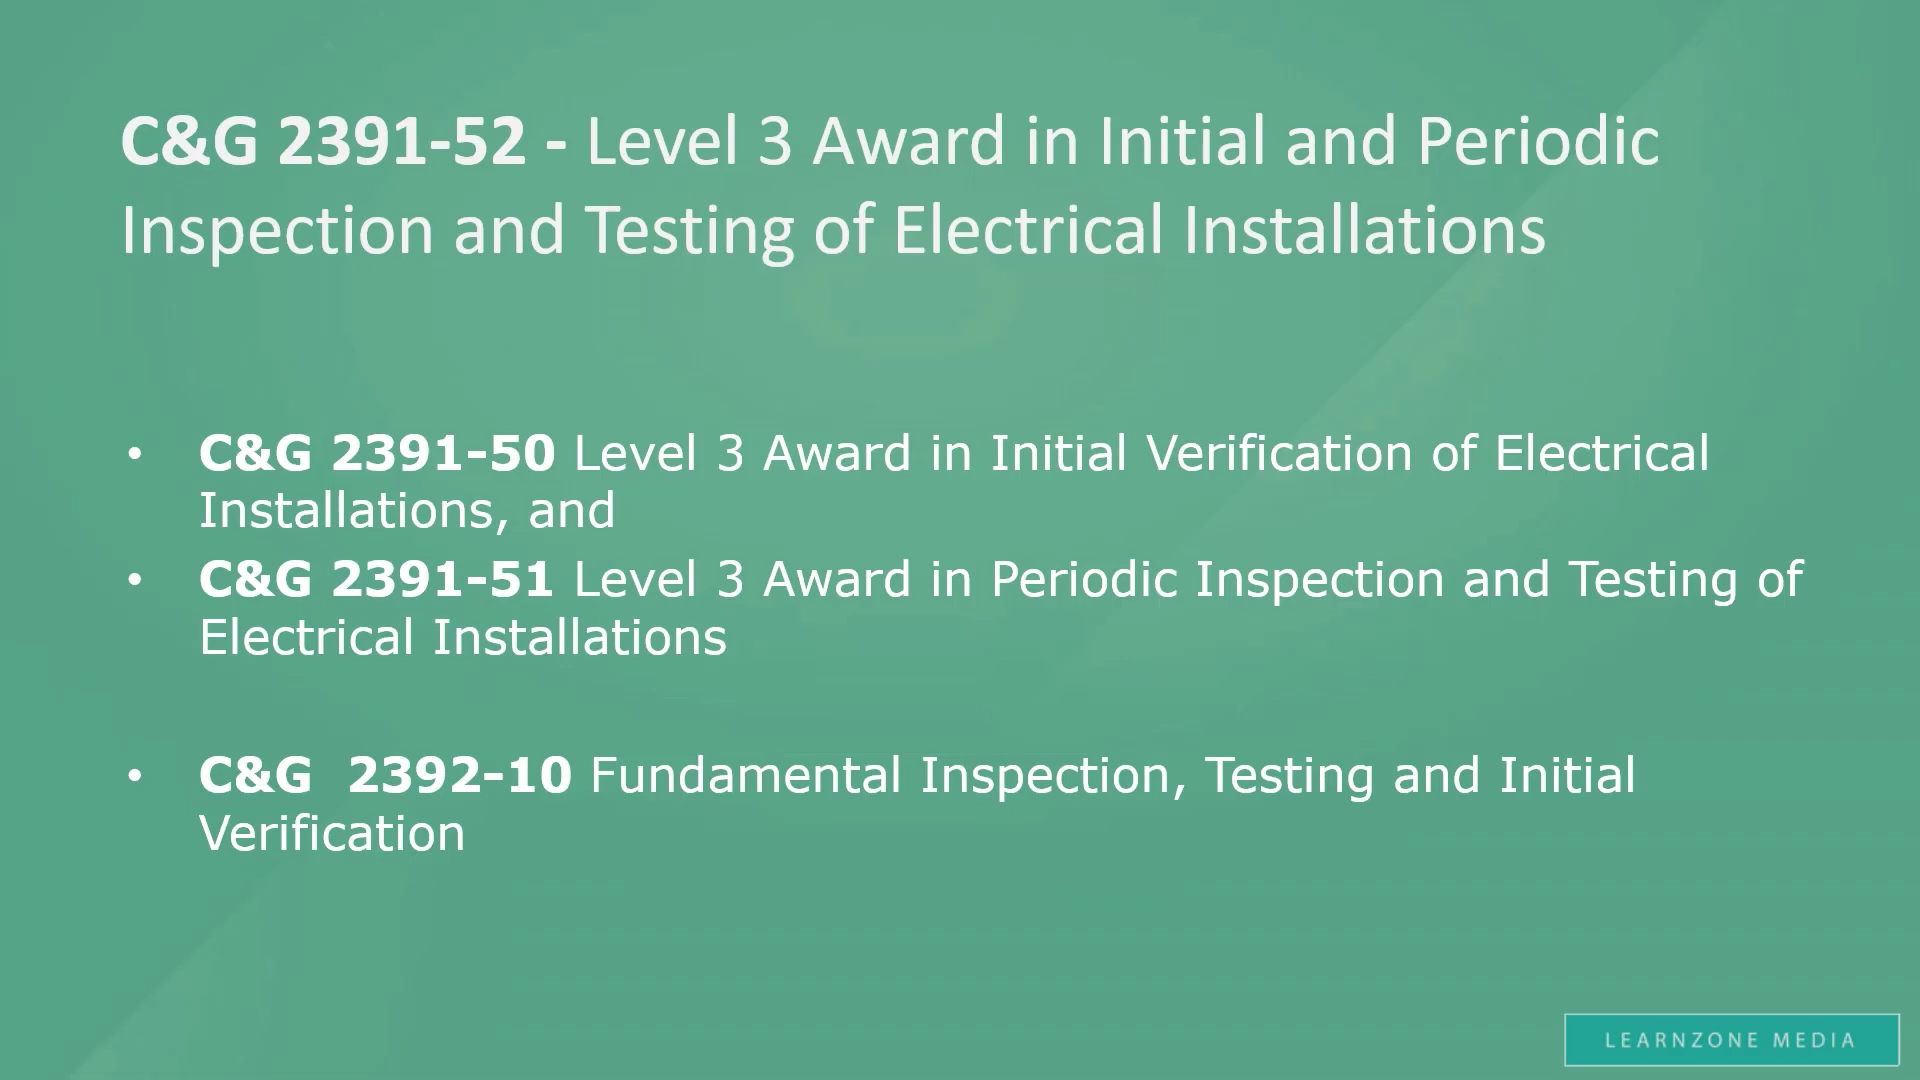 C&G 2391-52 - Level 3 Award in Initial and Periodic
Inspection and Testing of Electrical Installations
• C&G 2391-50 Level 3 Award in Initial Verification of Electrical
Installations, and
• C&G 2391-51 Level 3 Award in Periodic Inspection and Testing of
Electrical Installations
• C&G  2392-10 Fundamental Inspection, Testing and Initial
Verification
LEARNZONE MEDIA